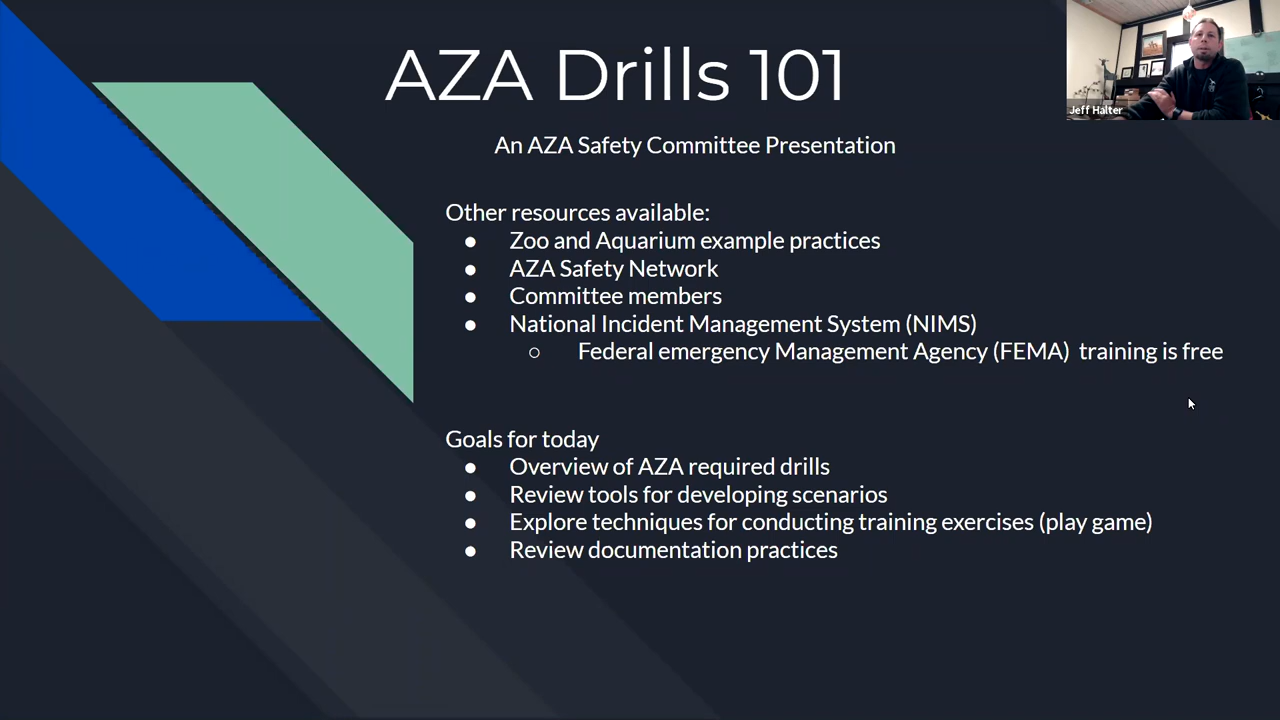 AZA Drills 101
Jeff Halter
An AZA Safety Committee Presentation
Other resources available:
● Zoo and Aquarium example practices
● AZA Safety Network
● Committee members
● National Incident Management System (NIMS)
○ Federal emergency Management Agency (FEMA) training is free
Goals for today
● Overview of AZA required drills
● Review tools for developing scenarios
● Explore techniques for conducting training exercises (play game)
● Review documentation practices